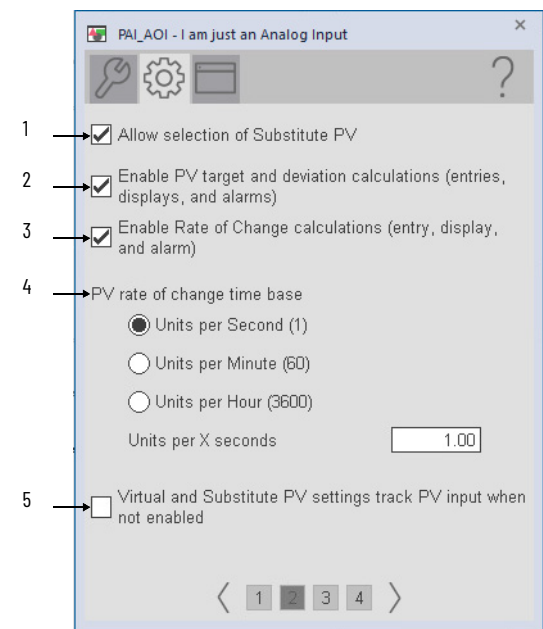 PAI_AOI - I am just an Analog Input
×
?
1
Allow selection of Substitute PV
2
Enable PV target and deviation calculations (entries,
displays, and alarms)
3
Enable Rate of Change calculations (entry, display,
and alarm)
4
PV rate of change time base
Units per Second (1)
Units per Minute (60)
Units per Hour (3600)
Units per X seconds 1.00
5
Virtual and Substitute PV settings track PV input when
not enabled
1 2 3 4